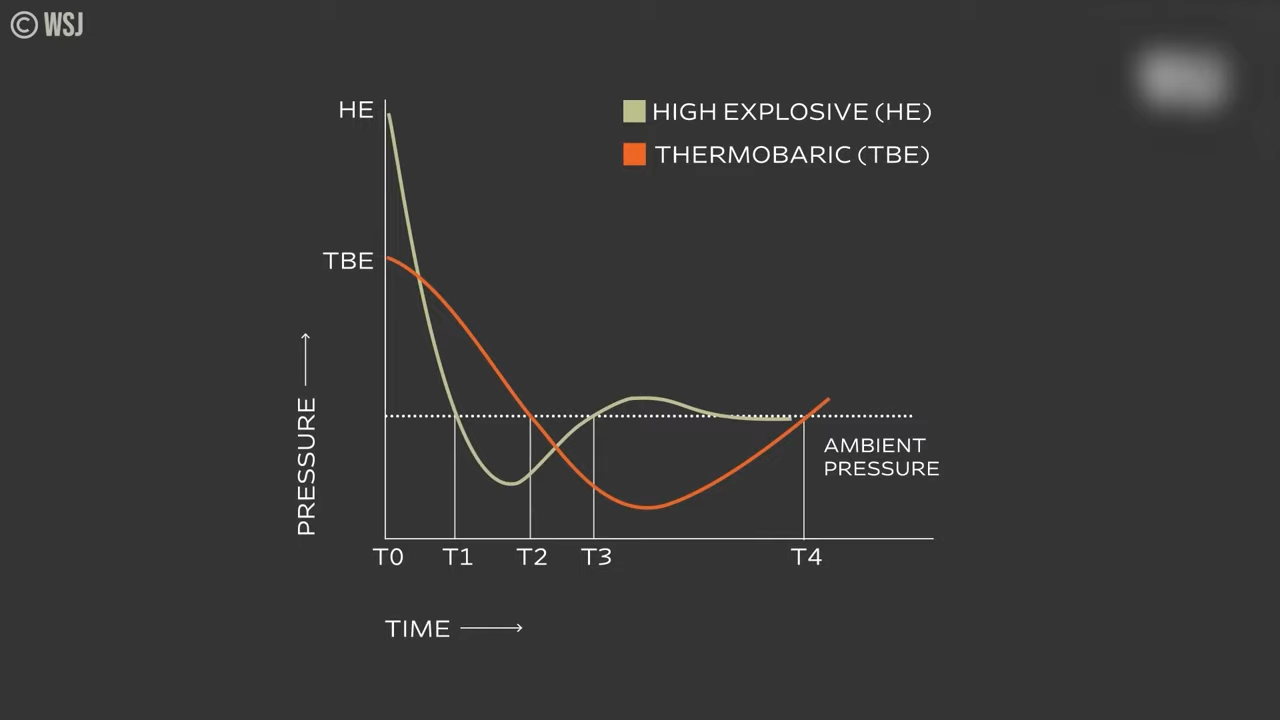 © WSJ
HE
HIGH EXPLOSIVE (HE)
THERMOBARIC (TBE)
TBE
PRESSURE
AMBIENT
PRESSURE
T0 T1 T2 T3 T4
TIME